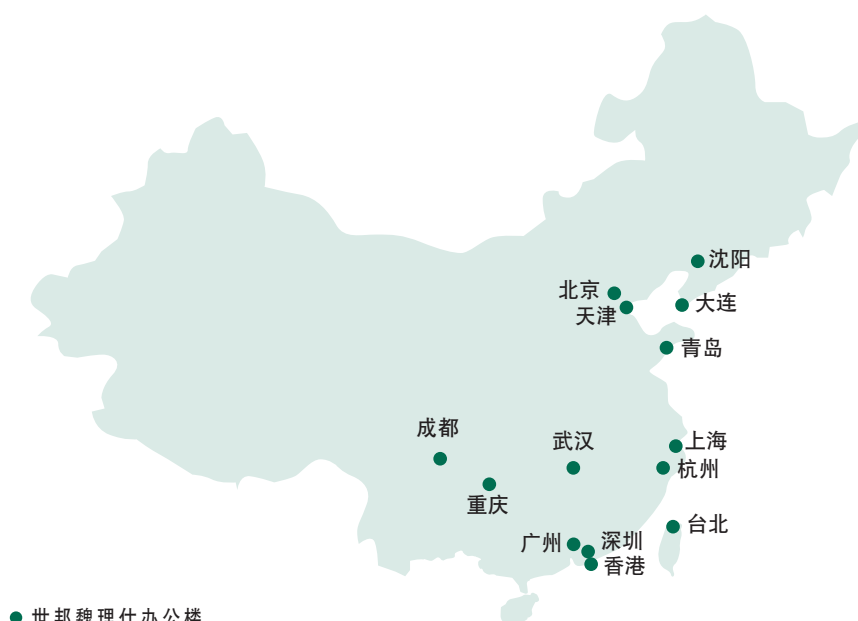 沈阳
北京
大连
天津
青岛
成都
武汉
上海
杭州
重庆
台北
广州
深圳
香港
世邦魏理仕办公楼